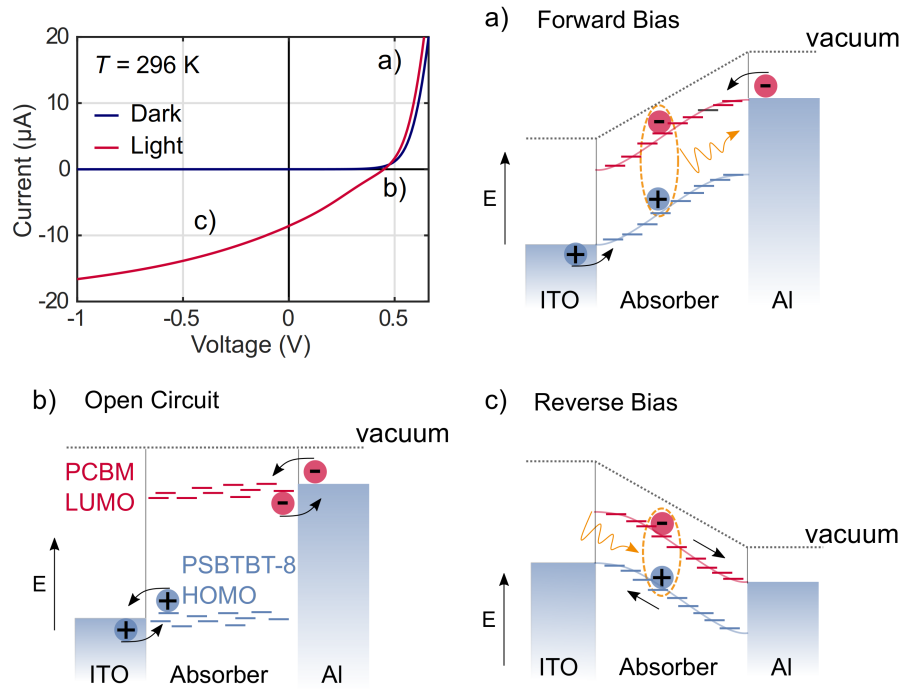 20
10
0
-10
-20
-1
-0.5
0
0.5
Current (µA)
Voltage (V)
T = 296 K
Dark
Light
a)
b)
c)
a) Forward Bias
vacuum
-
-
+
+
E
ITO
Absorber
Al
b) Open Circuit
vacuum
PCBM
LUMO
-
-
PSBTBT-8
HOMO
+
+
E
ITO
Absorber
Al
c) Reverse Bias
vacuum
-
+
E
ITO
Absorber
Al